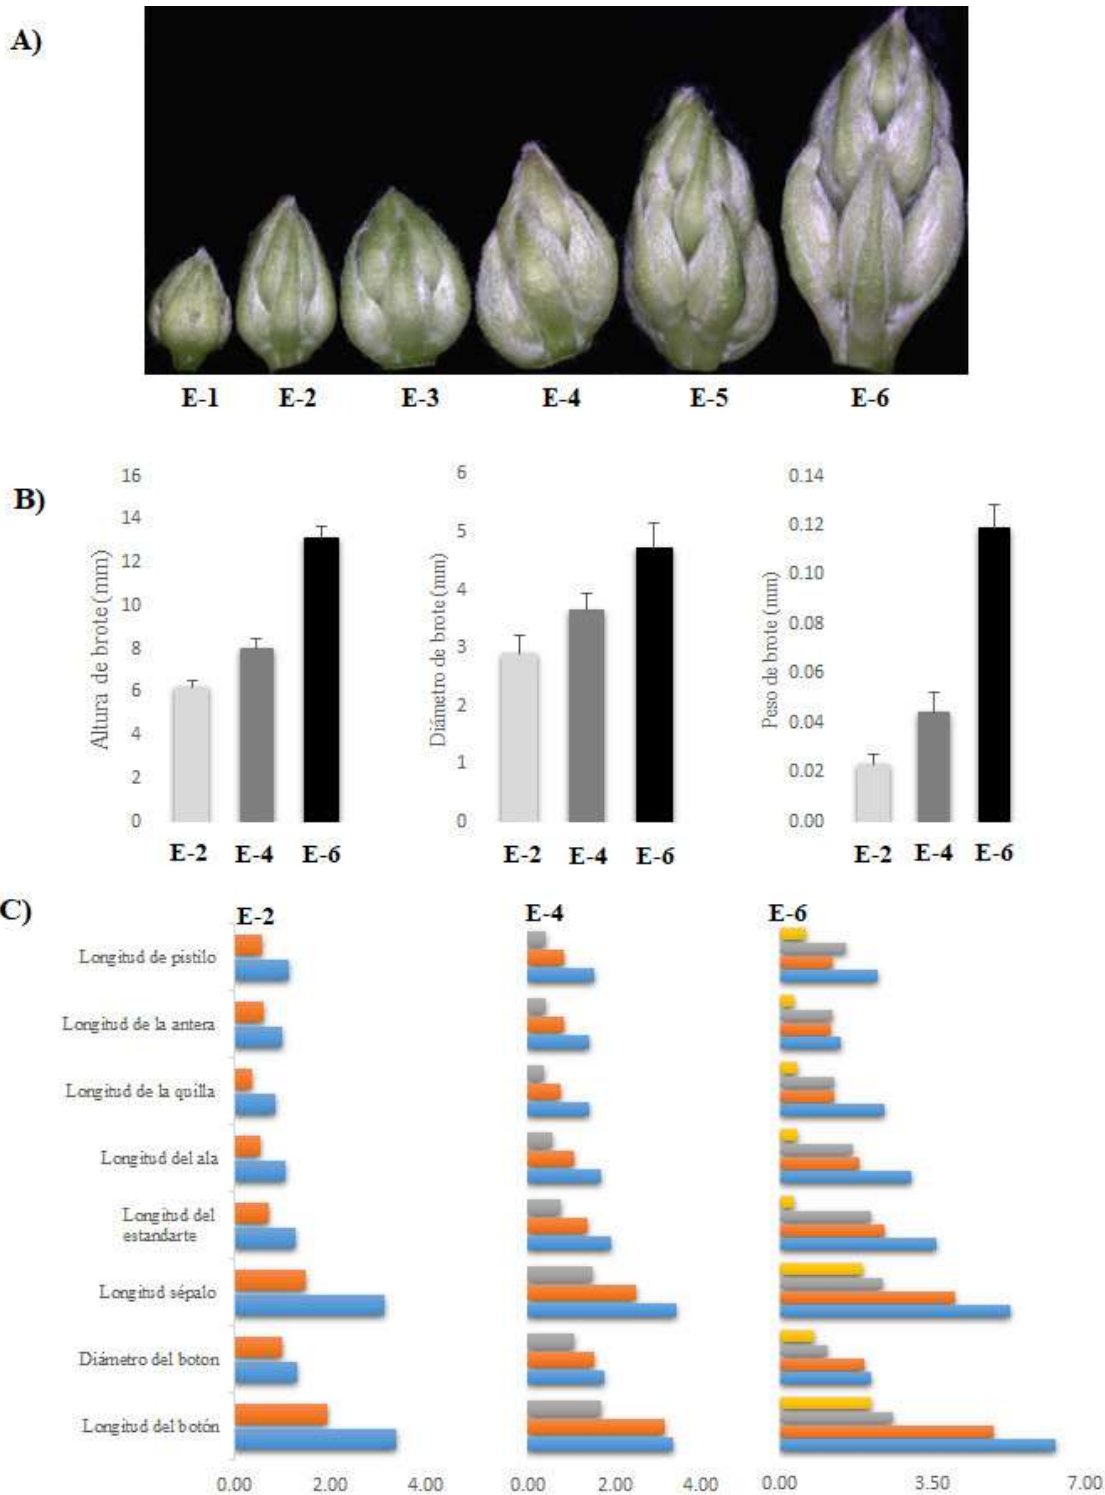 A)
E-1 E-2 E-3 E-4 E-5 E-6
B)
Altura de brote (mm)
16
14
12
10
8
6
4
2
0
E-2 E-4 E-6
Diámetro de brote (mm)
6
5
4
3
2
1
0
E-2 E-4 E-6
Peso de brote (mm)
0.14
0.12
0.10
0.08
0.06
0.04
0.02
0.00
E-2 E-4 E-6
C)
E-2 E-4 E-6
Longitud de pistilo
Longitud de la antera
Longitud de la quilla
Longitud del ala
Longitud del
estandarte
Longitud sépalo
Diámetro del boton
Longitud del botón
0.00 2.00 4.00
0.00 2.00 4.00
0.00 3.50 7.00